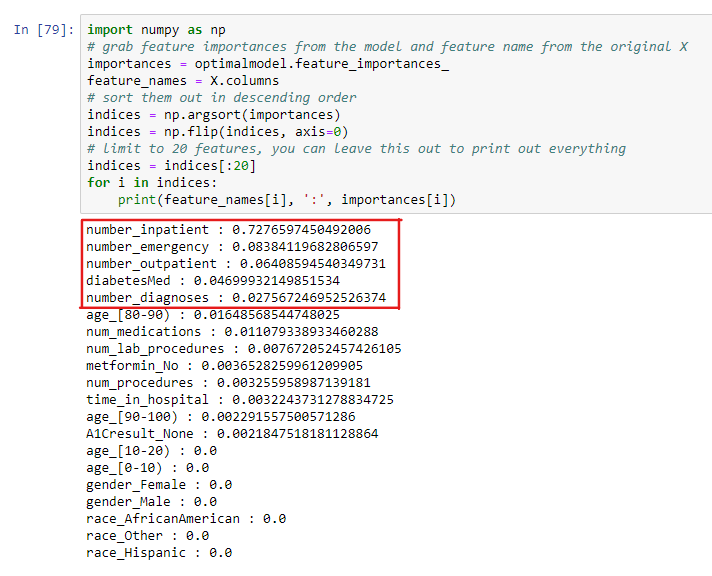 In [79]:
import numpy as np
# grab feature importances from the model and feature name from the original X
importances = optimalmodel.feature_importances_
feature_names = X.columns
# sort them out in descending order
indices = np.argsort(importances)
indices = np.flip(indices, axis=0)
# limit to 20 features, you can leave this out to print out everything
indices = indices[:20]
for i in indices:
    print(feature_names[i], ':', importances[i])
number_inpatient : 0.7276597450492006
number_emergency : 0.08384119682806597
number_outpatient : 0.06408594540349731
diabetesMed : 0.04699932149851534
number_diagnoses : 0.027567246952526374
age_[80-90) : 0.01648568544748025
num_medications : 0.011079338933460288
num_lab_procedures : 0.007672052457426105
metformin_No : 0.0036528259961209905
num_procedures : 0.003255958987139181
time_in_hospital : 0.0032243731278834725
age_[90-100) : 0.002291557500571286
A1Cresult_None : 0.0021847518181128864
age_[10-20) : 0.0
age_[0-10) : 0.0
gender_Female : 0.0
gender_Male : 0.0
race_AfricanAmerican : 0.0
race_Other : 0.0
race_Hispanic : 0.0